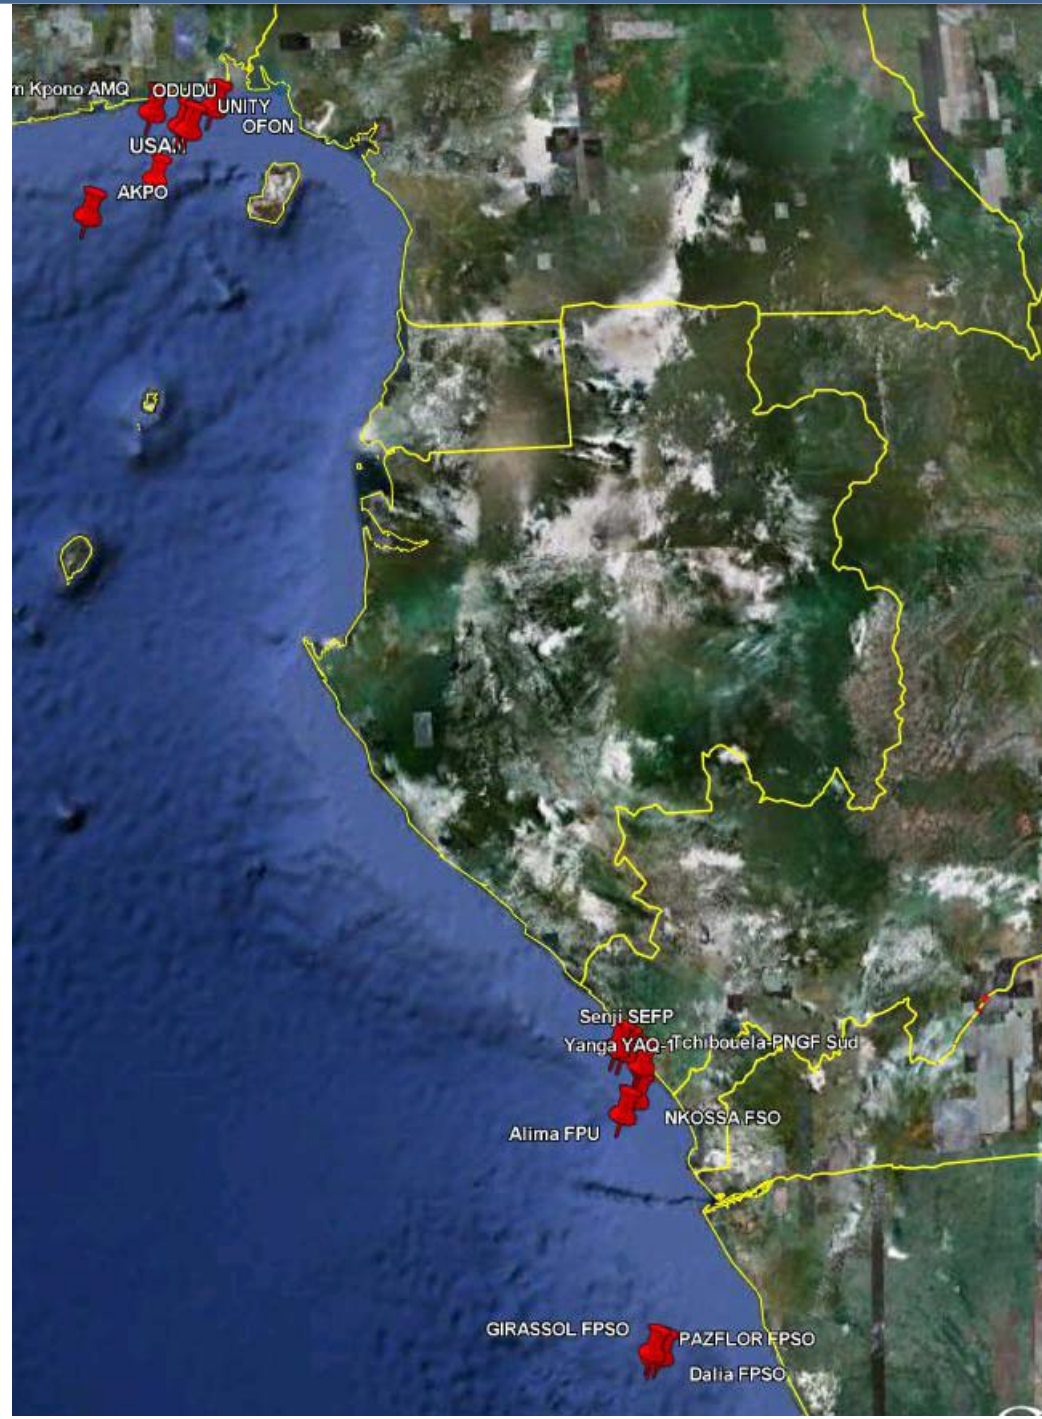 m Kpono AMQ
ODUDU
UNITY
OFON
USAN
AKPO
Senji SEFP
Yanga YAQ-1
Tchibouela-PNGF Sud
NKOSSA FSO
Alima FPU
GIRASSOL FPSO
PAZFLOR FPSO
Dalia FPSO